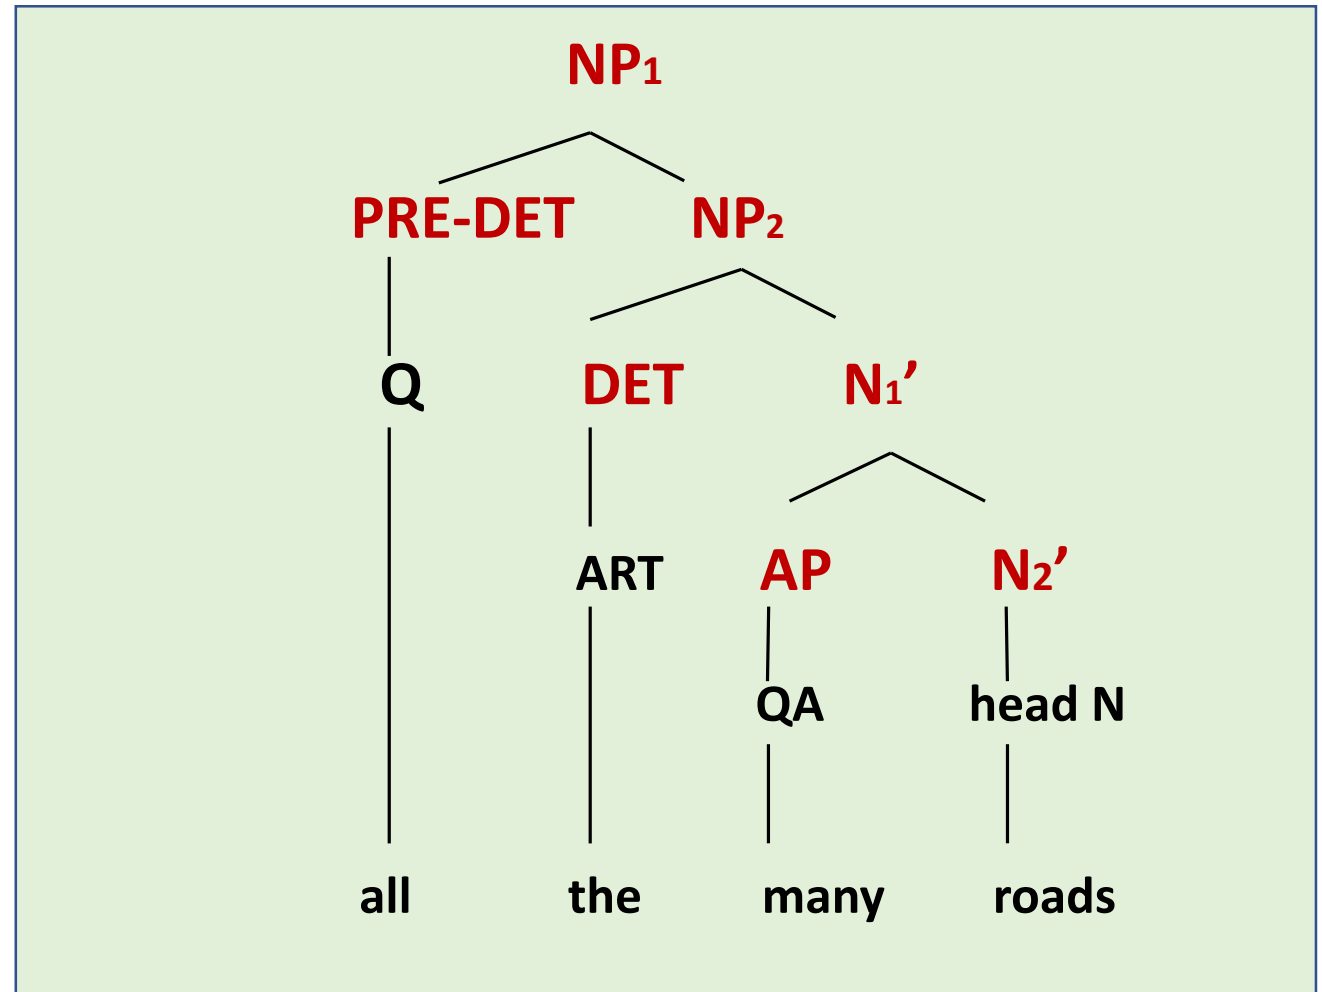 NP1
PRE-DET NP2
Q DET N1’
ART AP N2’
QA head N
all the many roads